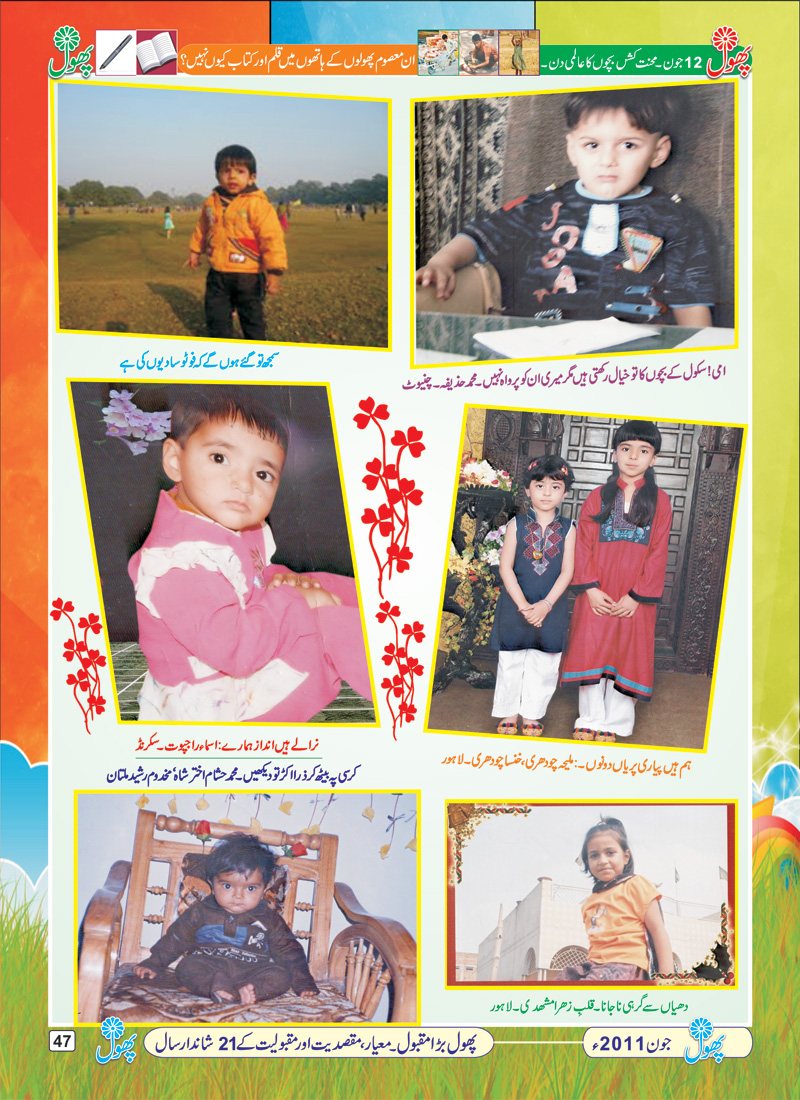 پھول
12 جون۔ محنت کش بچوں کا عالمی دن۔
ان معصوم پھولوں کے ہاتھوں میں قلم اور کتاب کیوں نہیں؟
پھول
سمجھ تو گئے ہوں گے کہ فوٹو سادیوں کی ہے
JOOA
امی! سکول کے بچوں کا تو خیال رکھتی ہیں مگر میری ان کو پرواہ نہیں۔ محمد حذیفہ۔ چنیوٹ
نرالے ہیں انداز ہمارے: اسماء راجپوت۔ سکرنڈ
ہم ہیں پیاری پریاں دونوں۔: ملیحہ چودھری، خنسا چودھری۔ لاہور
کرسی پہ بیٹھ کر ذرا اکڑ تو دیکھیں۔ محمد حشام اختر شاہ، مخدوم رشید ملتان
دھیاں سے گر ہی نا جانا۔ قلب زھرا مشھدی۔ لاہور
پھول
جون 2011ء
پھول بڑا مقبول۔ معیار، مقصدیت اور مقبولیت کے 21 شاندار سال
پھول
47